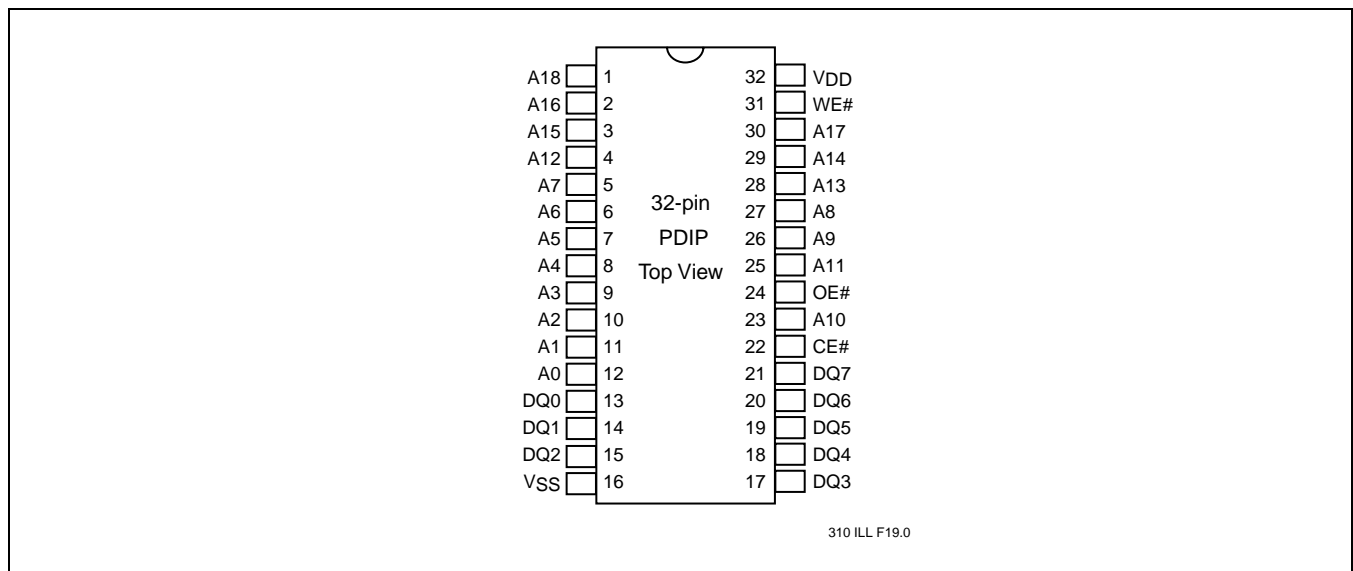 A18 1 32 VDD
A16 2 31 WE#
A15 3 30 A17
A12 4 29 A14
A7 5 28 A13
A6 6 32-pin 27 A8
A5 7 PDIP 26 A9
A4 8 Top View 25 A11
A3 9 24 OE#
A2 10 23 A10
A1 11 22 CE#
A0 12 21 DQ7
DQ0 13 20 DQ6
DQ1 14 19 DQ5
DQ2 15 18 DQ4
VSS 16 17 DQ3
310 ILL F19.0